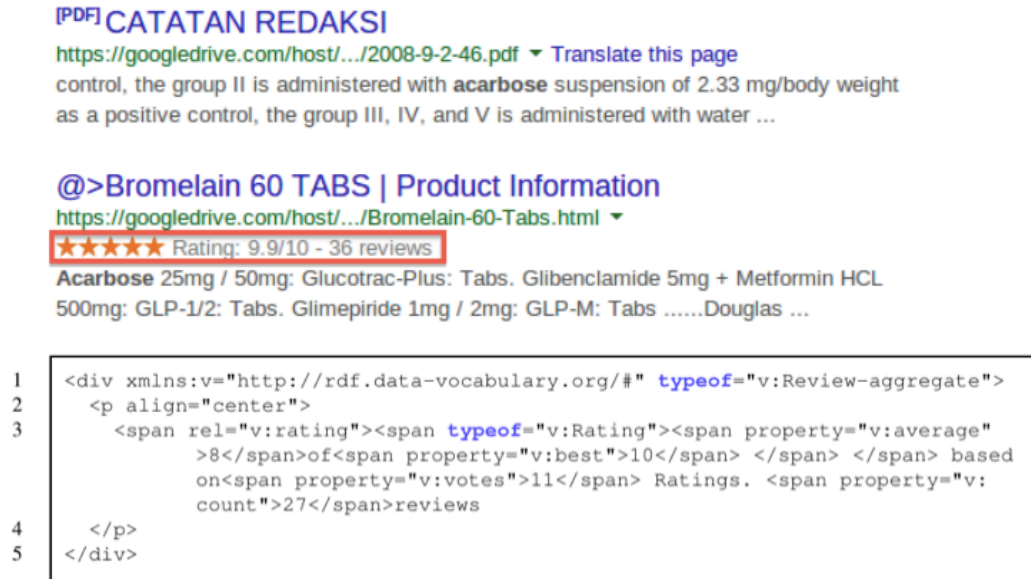 [PDF] CATATAN REDAKSI
https://googledrive.com/host/.../2008-9-2-46.pdf ▼ Translate this page
control, the group II is administered with acarbose suspension of 2.33 mg/body weight
as a positive control, the group III, IV, and V is administered with water ...
@>Bromelain 60 TABS | Product Information
https://googledrive.com/host/.../Bromelain-60-Tabs.html ▼
★★★★★ Rating: 9.9/10 - 36 reviews
Acarbose 25mg / 50mg: Glucotrac-Plus: Tabs. Glibenclamide 5mg + Metformin HCL
500mg: GLP-1/2: Tabs. Glimepiride 1mg / 2mg: GLP-M: Tabs ......Douglas ...
1 <div xmlns:v="http://rdf.data-vocabulary.org/#" typeof="v:Review-aggregate">
2 <p align="center">
3 <span rel="v:rating"><span typeof="v:Rating"><span property="v:average"
>8</span>of<span property="v:best">10</span> </span> </span> based
on<span property="v:votes">11</span> Ratings. <span property="v:
count">27</span>reviews
4 </p>
5 </div>